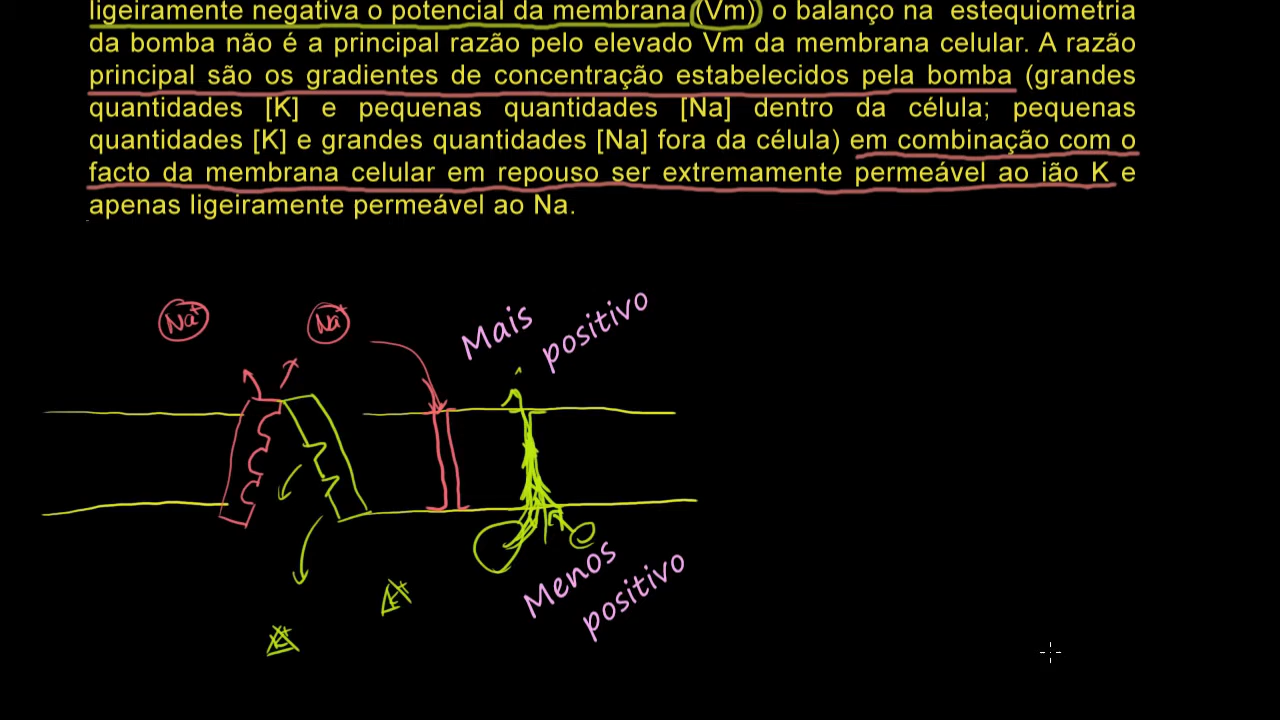 ligeiramente negativa o potencial da membrana (Vm) o balanço na estequiometria
da bomba não é a principal razão pelo elevado Vm da membrana celular. A razão
principal são os gradientes de concentração estabelecidos pela bomba (grandes
quantidades [K] e pequenas quantidades [Na] dentro da célula; pequenas
quantidades [K] e grandes quantidades [Na] fora da célula) em combinação com o
facto da membrana celular em repouso ser extremamente permeável ao ião K e
apenas ligeiramente permeável ao Na.
Na+
Na+
Mais
positivo
Menos
positivo